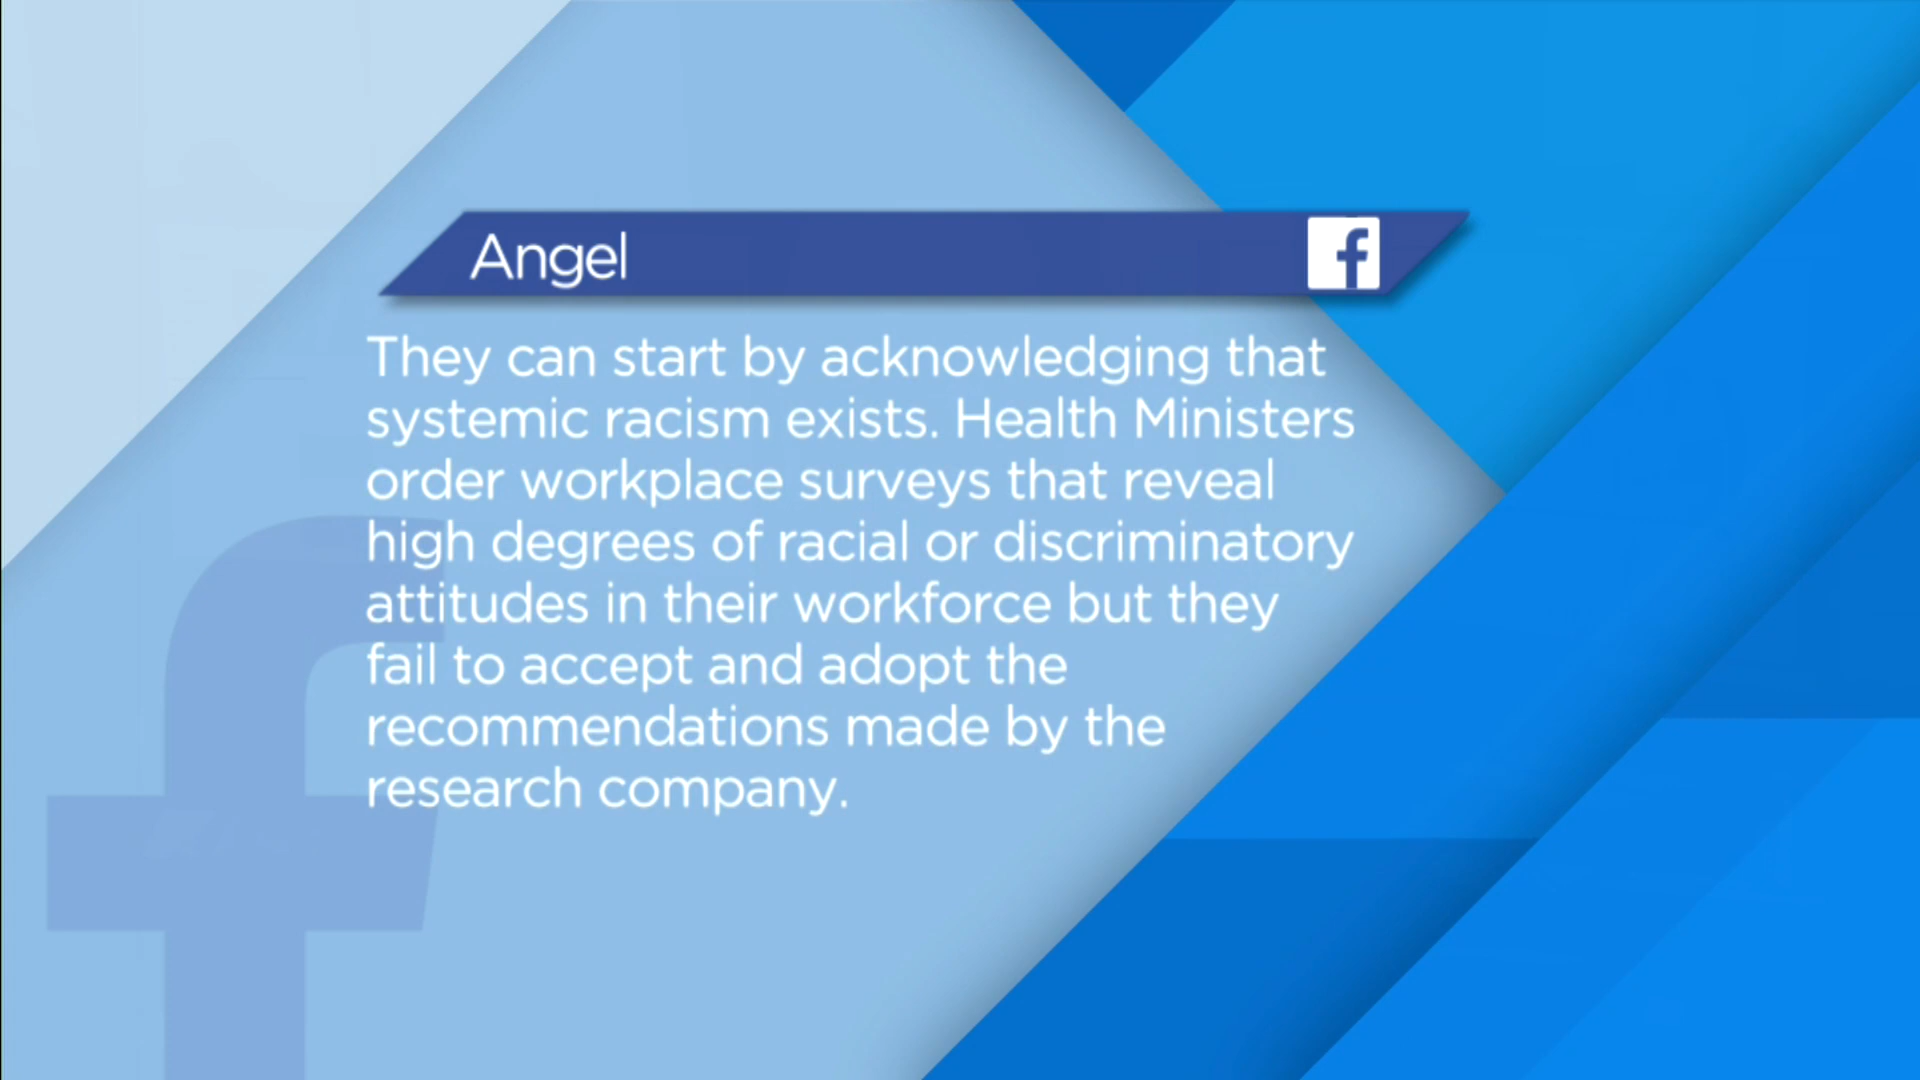 Angel
They can start by acknowledging that
systemic racism exists. Health Ministers
order workplace surveys that reveal
high degrees of racial or discriminatory
attitudes in their workforce but they
fail to accept and adopt the
recommendations made by the
research company.